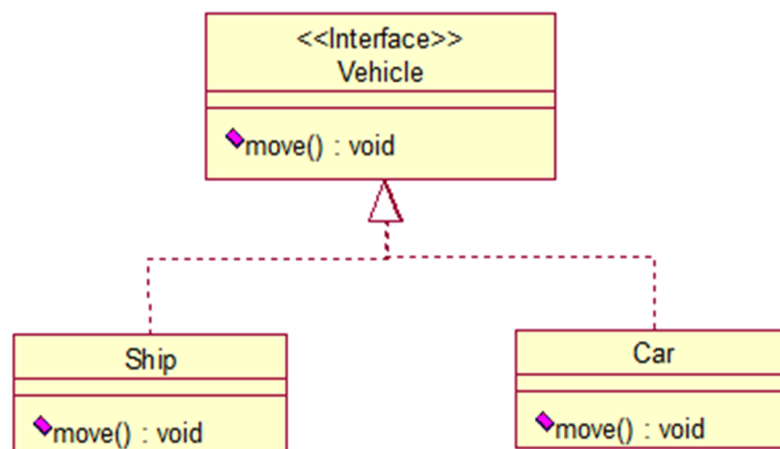 <<Interface>>
Vehicle
move() : void
Ship
move() : void
Car
move() : void